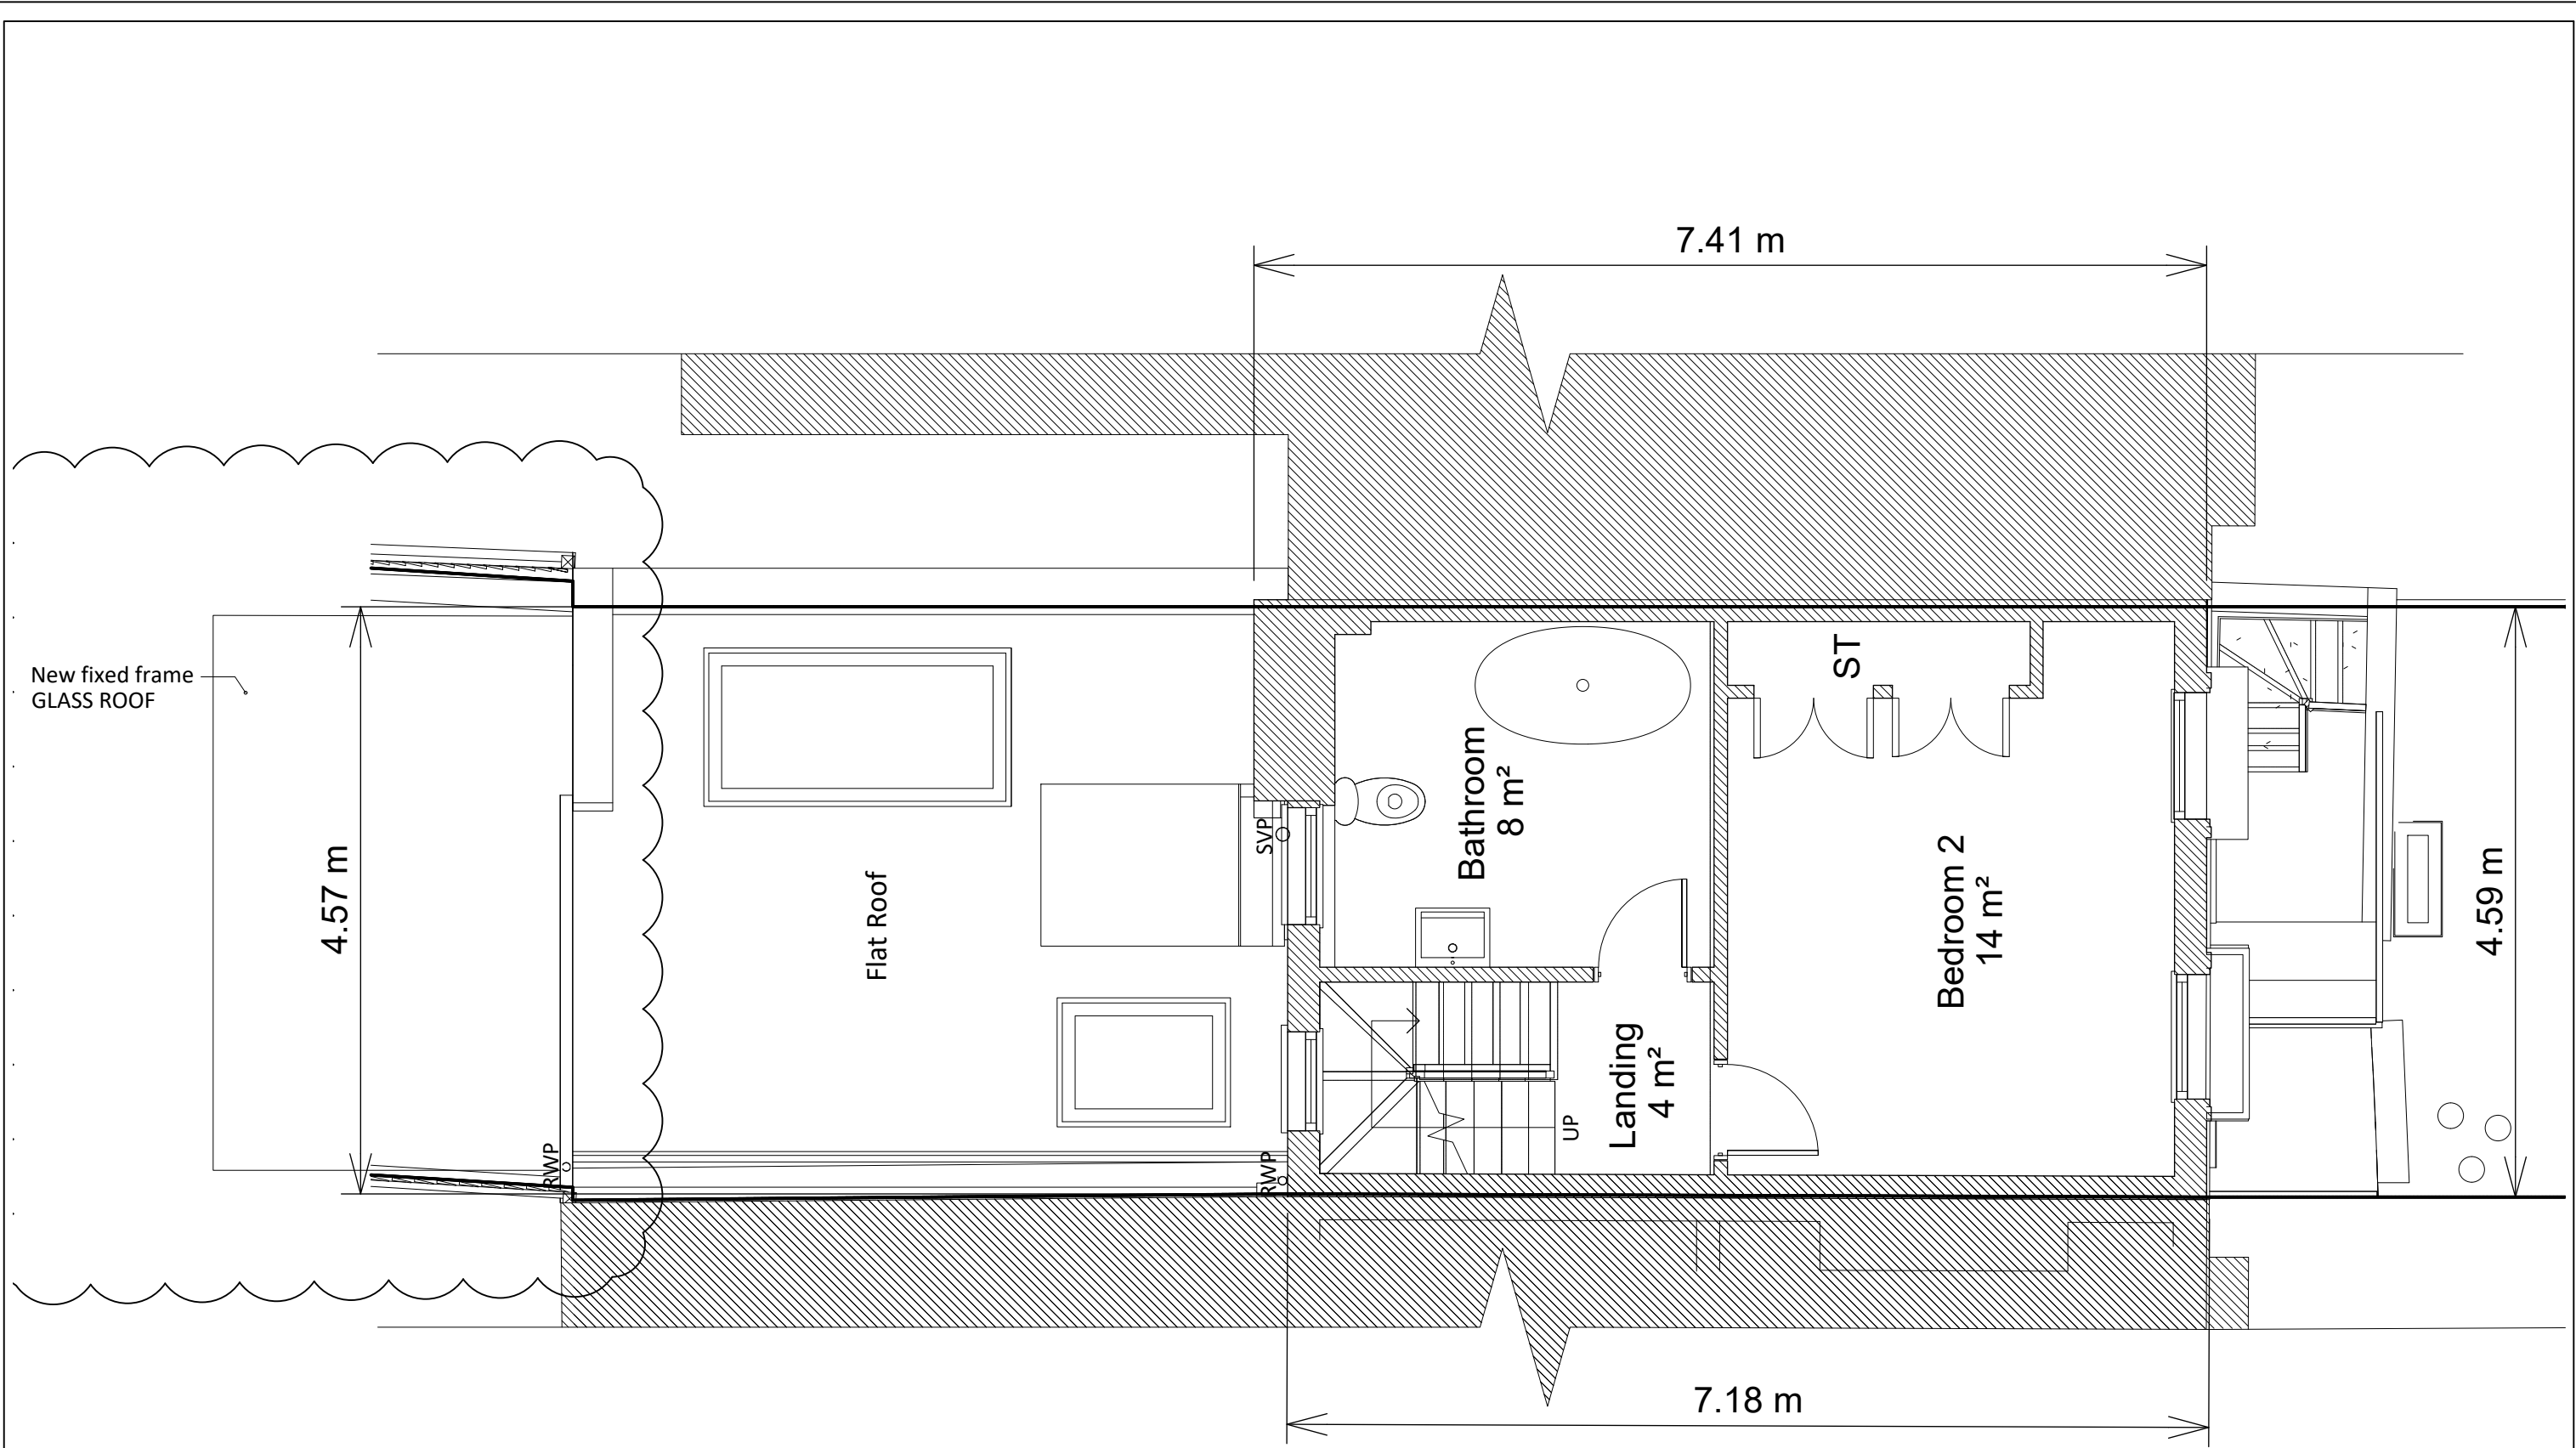 7.41 m
New fixed frame
GLASS ROOF
4.57 m
Flat Roof
SVP
RWP
RWP
Bathroom
8 m²
ST
Bedroom 2
14 m²
Landing
4 m²
UP
4.59 m
7.18 m